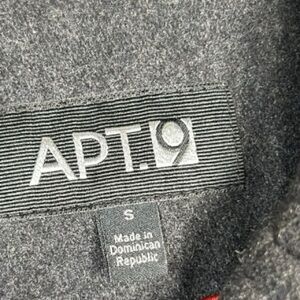 APT.9
S
Made in
Dominican
Republic